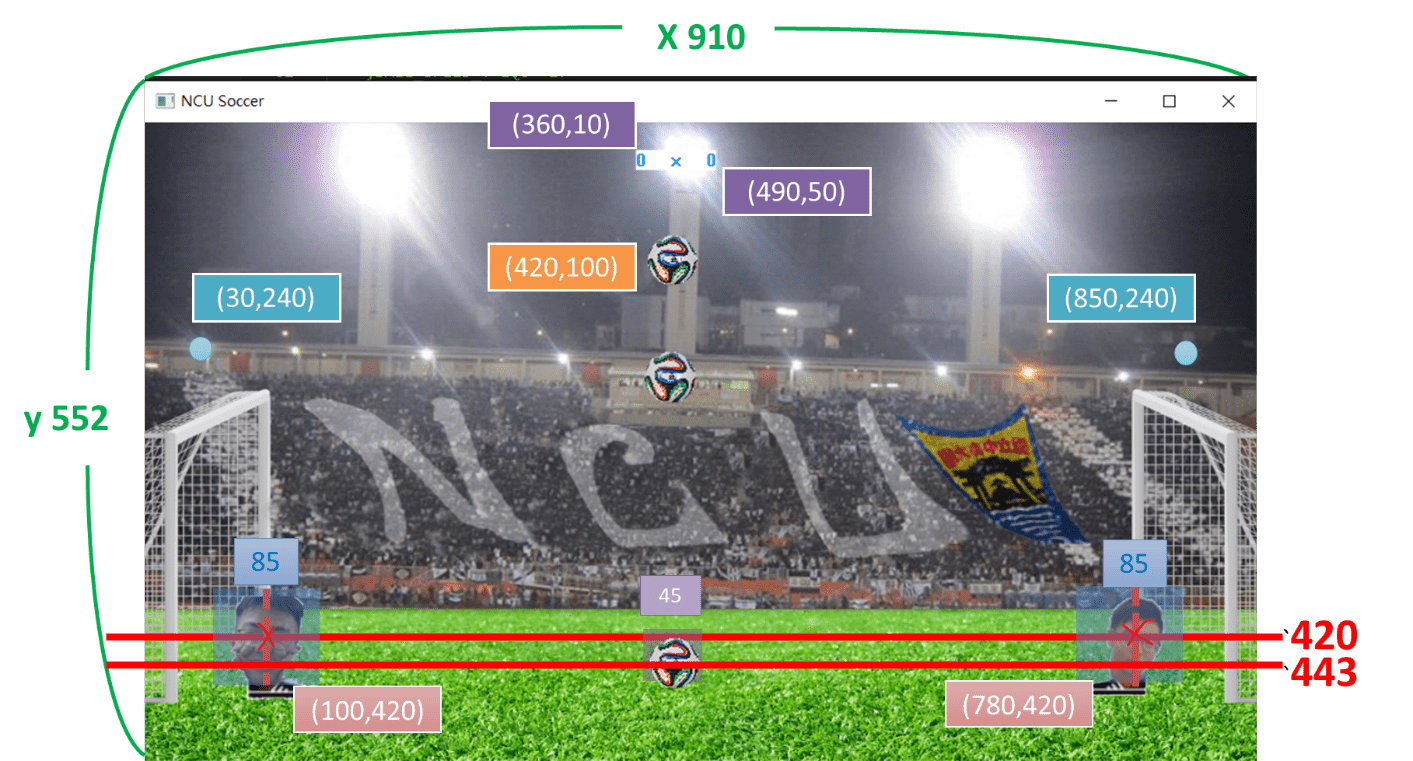 X 910
NCU Soccer
(360,10)
0 × 0
(490,50)
(420,100)
(30,240)
(850,240)
y 552
NCU
85
85
45
`420
`443
(100,420)
(780,420)